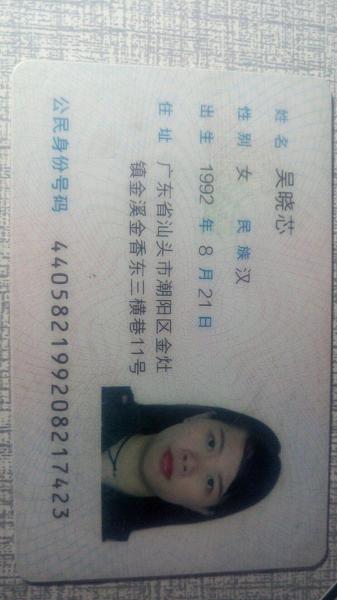 姓名 吴晓芯
性别 女 民族 汉
出生 1992 年 8 月 21 日
住址 广东省汕头市潮阳区金灶
镇金溪金香东三横巷11号
公民身份号码 440582199208217423